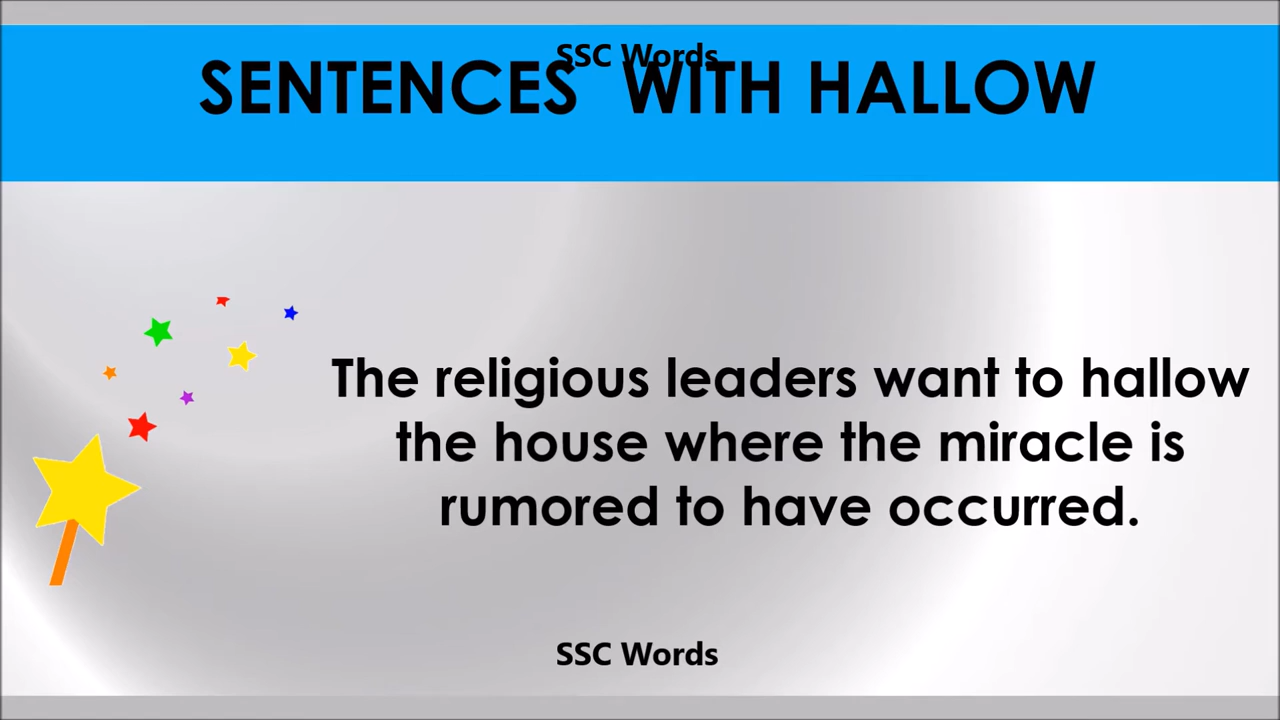 SSC Words
SENTENCES WITH HALLOW
The religious leaders want to hallow
the house where the miracle is
rumored to have occurred.
SSC Words